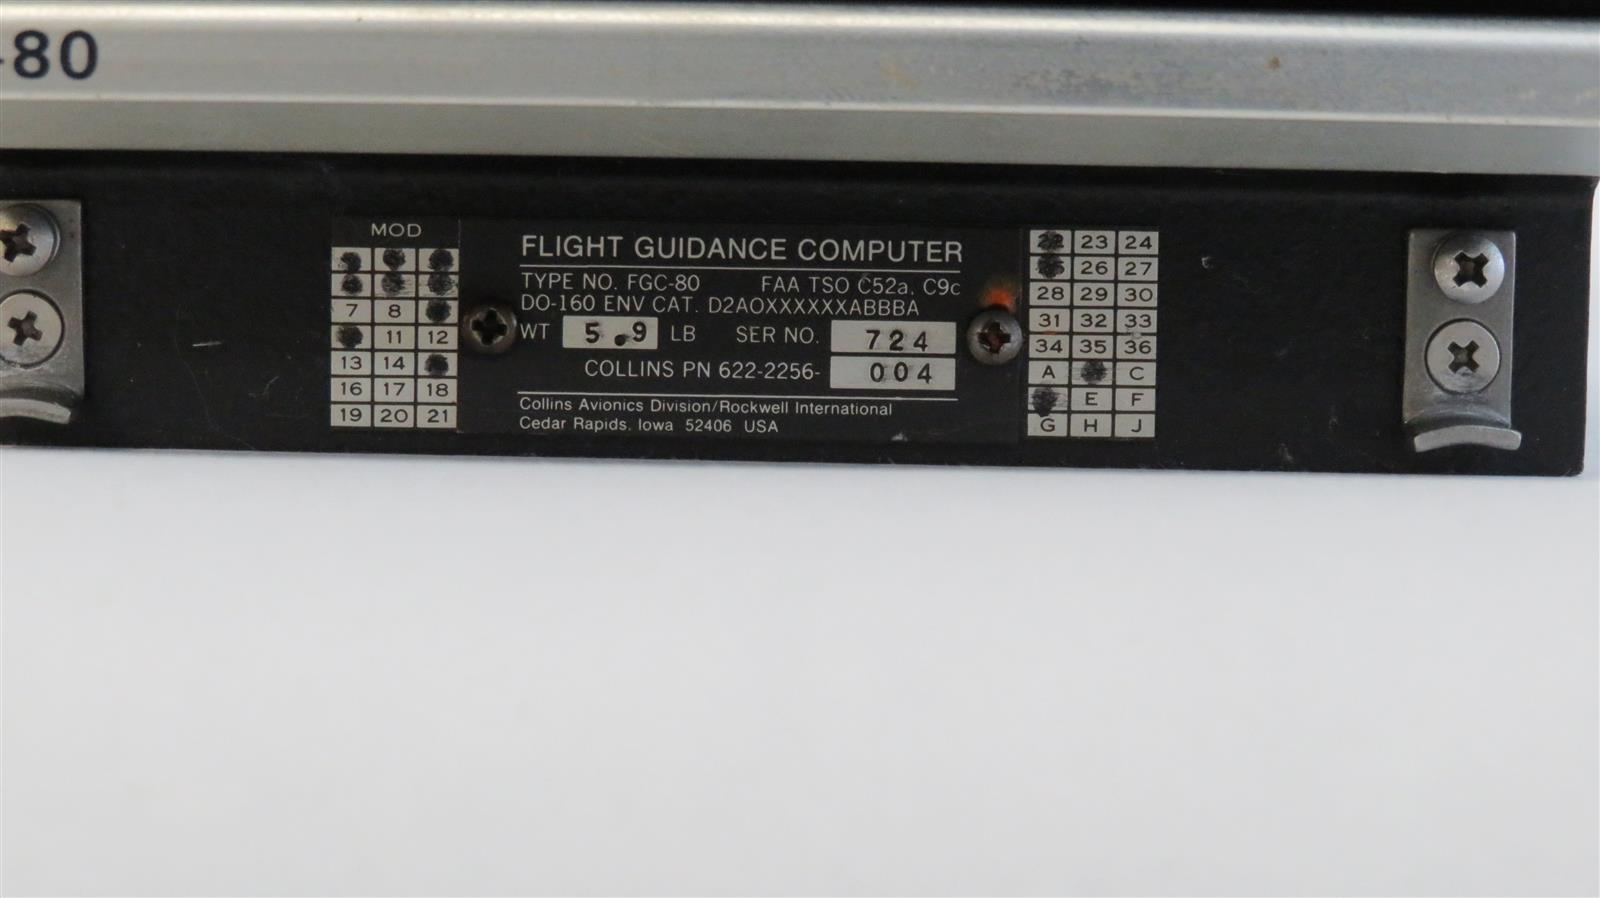 -80
MOD
7 8
11 12
13 14
16 17 18
19 20 21
FLIGHT GUIDANCE COMPUTER
TYPE NO. FGC-80 FAA TSO C52a, C9c
DO-160 ENV CAT. D2AOXXXXXXABBBA
WT 5.9 LB SER NO. 724
COLLINS PN 622-2256- 004
Collins Avionics Division/Rockwell International
Cedar Rapids, Iowa 52406 USA
22 23 24
26 27
28 29 30
31 32 33
34 35 36
A C
E F
G H J